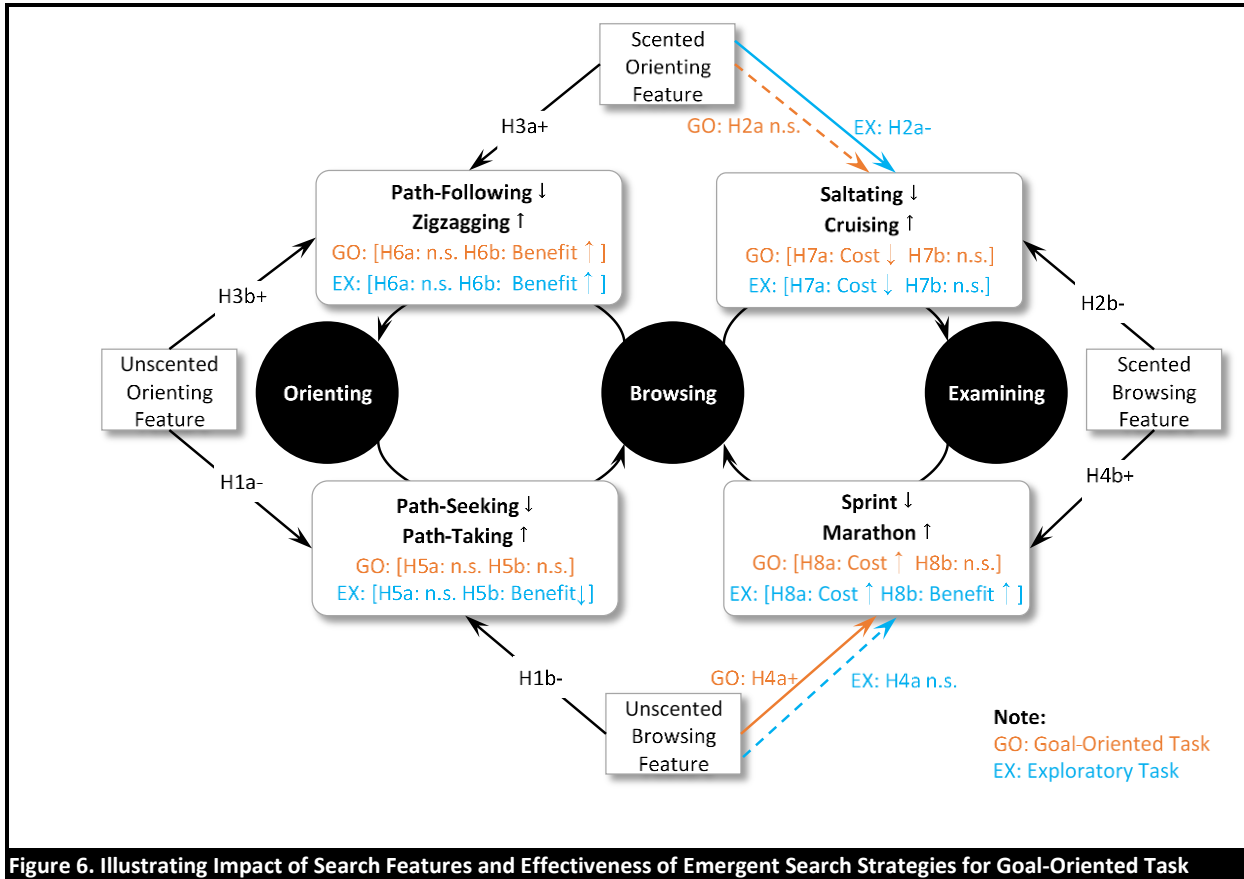 Scented
Orienting
Feature
H3a+
GO: H2a n.s.
EX: H2a-
Path-Following ↓
Zigzagging ↑
GO: [H6a: n.s. H6b: Benefit ↑ ]
EX: [H6a: n.s. H6b: Benefit ↑ ]
Saltating ↓
Cruising ↑
GO: [H7a: Cost ↓ H7b: n.s.]
EX: [H7a: Cost ↓ H7b: n.s.]
H3b+
H2b-
Unscented
Orienting
Feature
Orienting
Browsing
Examining
Scented
Browsing
Feature
H1a-
H4b+
Path-Seeking ↓
Path-Taking ↑
GO: [H5a: n.s. H5b: n.s.]
EX: [H5a: n.s. H5b: Benefit↓]
Sprint ↓
Marathon ↑
GO: [H8a: Cost ↑ H8b: n.s.]
EX: [H8a: Cost ↑ H8b: Benefit ↑ ]
H1b-
GO: H4a+
EX: H4a n.s.
Unscented
Browsing
Feature
Note:
GO: Goal-Oriented Task
EX: Exploratory Task
Figure 6. Illustrating Impact of Search Features and Effectiveness of Emergent Search Strategies for Goal-Oriented Task